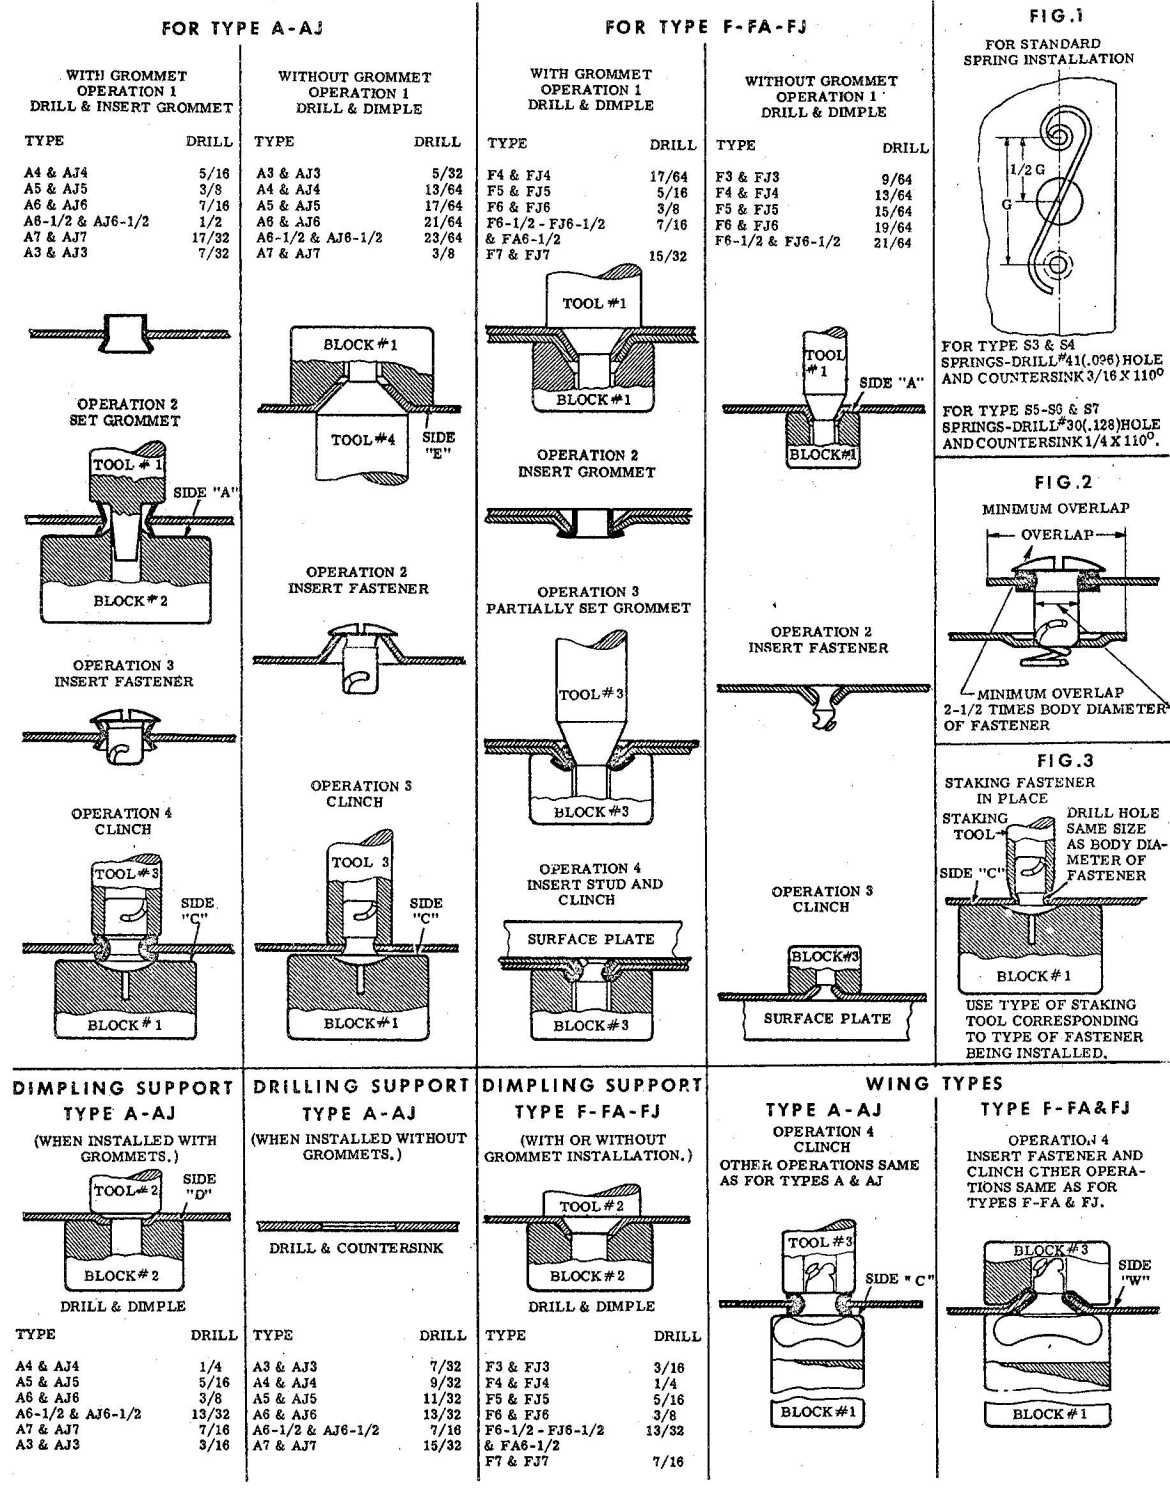 FOR TYPE A-AJ
WITH GROMMET
OPERATION 1
DRILL & INSERT GROMMET
TYPE DRILL
A4 & AJ4 5/16
A5 & AJ5 3/8
A6 & AJ6 7/16
A6-1/2 & AJ6-1/2 1/2
A7 & AJ7 17/32
A3 & AJ3 7/32
OPERATION 2
SET GROMMET
TOOL #1
SIDE "A"
BLOCK #2
OPERATION 3
INSERT FASTENER
OPERATION 4
CLINCH
TOOL #3
SIDE
"C"
BLOCK #1
WITHOUT GROMMET
OPERATION 1
DRILL & DIMPLE
TYPE DRILL
A3 & AJ3 5/32
A4 & AJ4 13/64
A5 & AJ5 17/64
A6 & AJ6 21/64
A6-1/2 & AJ6-1/2 23/64
A7 & AJ7 3/8
BLOCK #1
TOOL #4
SIDE
"E"
OPERATION 2
INSERT FASTENER
OPERATION 3
CLINCH
TOOL 3
SIDE
"C"
BLOCK #1
FOR TYPE F-FA-FJ
WITH GROMMET
OPERATION 1
DRILL & DIMPLE
TYPE DRILL
F4 & FJ4 17/64
F5 & FJ5 5/16
F6 & FJ6 3/8
F6-1/2 - FJ6-1/2 7/16
& FA6-1/2
F7 & FJ7 15/32
TOOL #1
BLOCK #1
OPERATION 2
INSERT GROMMET
OPERATION 3
PARTIALLY SET GROMMET
TOOL #3
BLOCK #3
OPERATION 4
INSERT STUD AND
CLINCH
SURFACE PLATE
BLOCK #3
WITHOUT GROMMET
OPERATION 1
DRILL & DIMPLE
DRILL
F3 & FJ3 9/64
F4 & FJ4 13/64
F5 & FJ5 15/64
F6 & FJ6 19/64
F6-1/2 & FJ6-1/2 21/64
TOOL
#1
SIDE "A"
BLOCK #1
OPERATION 2
INSERT FASTENER
OPERATION 3
CLINCH
BLOCK #3
SURFACE PLATE
FIG.1
FOR STANDARD
SPRING INSTALLATION
1/2 G
G
FOR TYPE S3 & S4
SPRINGS-DRILL #41(.096) HOLE
AND COUNTERSINK 3/16 X 110°
FOR TYPE S5-S6 & S7
SPRINGS-DRILL #30(.128) HOLE
AND COUNTERSINK 1/4 X 110°.
FIG.2
MINIMUM OVERLAP
OVERLAP
MINIMUM OVERLAP
2-1/2 TIMES BODY DIAMETER
OF FASTENER
FIG.3
STAKING FASTENER
IN PLACE
STAKING
TOOL
DRILL HOLE
SAME SIZE
AS BODY DIA-
METER OF
FASTENER
SIDE "C"
BLOCK #1
USE TYPE OF STAKING
TOOL CORRESPONDING
TO TYPE OF FASTENER
BEING INSTALLED.
DIMPLING SUPPORT
TYPE A-AJ
(WHEN INSTALLED WITH
GROMMETS.)
TOOL #2
SIDE
"D"
BLOCK #2
DRILL & DIMPLE
TYPE DRILL
A4 & AJ4 1/4
A5 & AJ5 5/16
A6 & AJ6 3/8
A6-1/2 & AJ6-1/2 13/32
A7 & AJ7 7/16
A3 & AJ3 3/16
DRILLING SUPPORT
TYPE A-AJ
(WHEN INSTALLED WITHOUT
GROMMETS.)
DRILL & COUNTERSINK
TYPE DRILL
A3 & AJ3 7/32
A4 & AJ4 9/32
A5 & AJ5 11/32
A6 & AJ6 13/32
A6-1/2 & AJ6-1/2 7/16
A7 & AJ7 15/32
DIMPLING SUPPORT
TYPE F-FA-FJ
(WITH OR WITHOUT
GROMMET INSTALLATION.)
TOOL #2
BLOCK #2
DRILL & DIMPLE
TYPE DRILL
F3 & FJ3 3/16
F4 & FJ4 1/4
F5 & FJ5 5/16
F6 & FJ6 3/8
F6-1/2 - FJ6-1/2 13/32
& FA6-1/2
F7 & FJ7 7/16
WING TYPES
TYPE A-AJ
OPERATION 4
CLINCH
OTHER OPERATIONS SAME
AS FOR TYPES A & AJ
TOOL #3
SIDE "C"
BLOCK #1
TYPE F-FA&FJ
OPERATION 4
INSERT FASTENER AND
CLINCH OTHER OPERA-
TIONS SAME AS FOR
TYPES F-FA & FJ.
BLOCK #3
SIDE
"W"
BLOCK #1